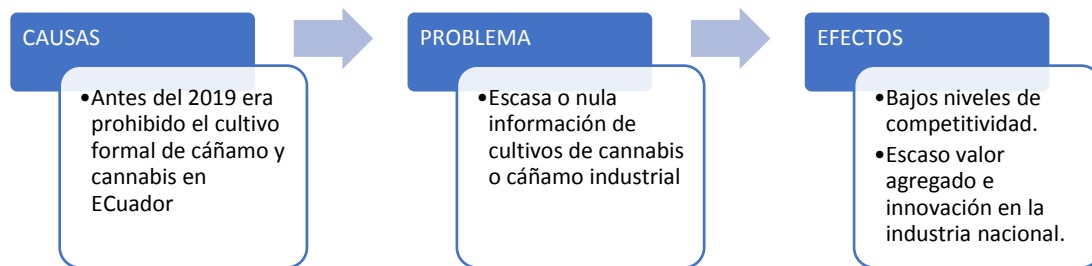 CAUSAS
•Antes del 2019 era
prohibido el cultivo
formal de cáñamo y
cannabis en
ECuador
PROBLEMA
•Escasa o nula
información de
cultivos de cannabis
o cáñamo industrial
EFECTOS
•Bajos niveles de
competitividad.
•Escaso valor
agregado e
innovación en la
industria nacional.